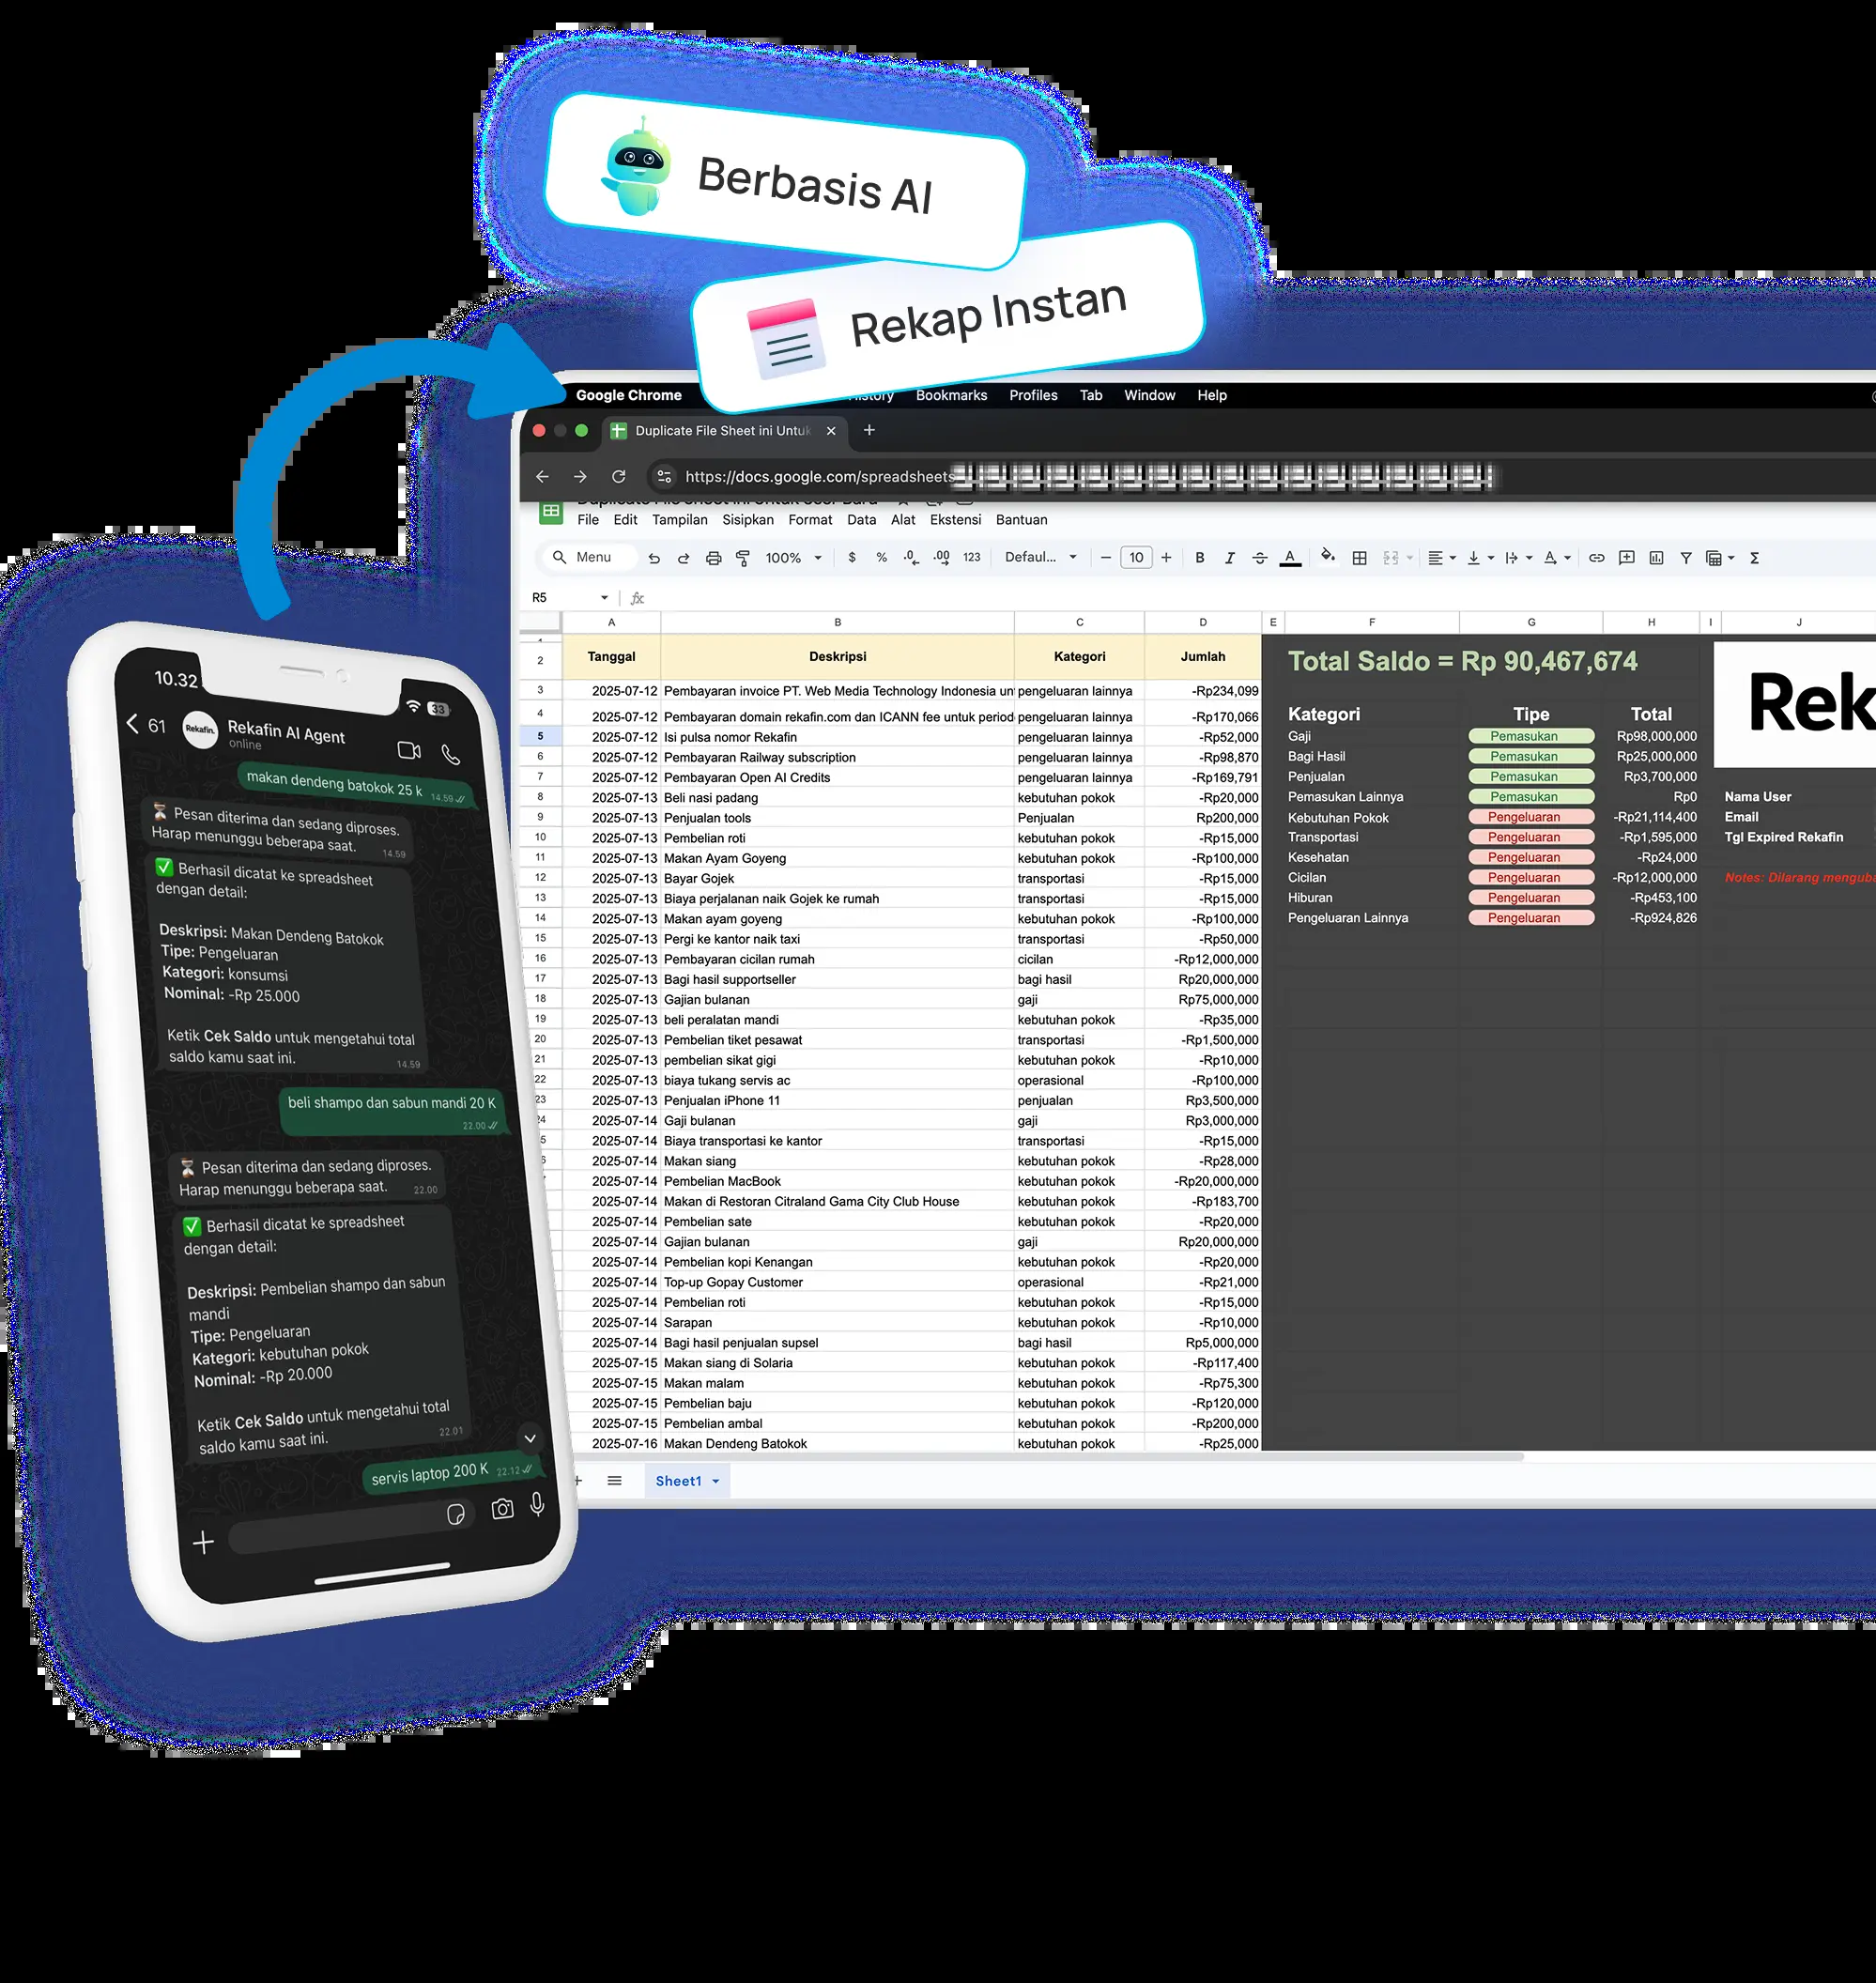 Berbasis AI
Rekap Instan
Google Chrome History Bookmarks Profiles Tab Window Help
Duplicate File Sheet ini Untuk
https://docs.google.com/spreadsheets
File Edit Tampilan Sisipkan Format Data Alat Ekstensi Bantuan
Menu 100% $ % .0 .00 123 Defaul... 10 B I A Σ
R5 fx
A B C D E F G H I J
2 Tanggal Deskripsi Kategori Jumlah
3 2025-07-12 Pembayaran invoice PT. Web Media Technology Indonesia un pengeluaran lainnya -Rp234,099
4 2025-07-12 Pembayaran domain rekafin.com dan ICANN fee untuk period pengeluaran lainnya -Rp170,066
5 2025-07-12 Isi pulsa nomor Rekafin pengeluaran lainnya -Rp52,000
6 2025-07-12 Pembayaran Railway subscription pengeluaran lainnya -Rp98,870
7 2025-07-12 Pembayaran Open AI Credits pengeluaran lainnya -Rp169,791
8 2025-07-13 Beli nasi padang kebutuhan pokok -Rp20,000
9 2025-07-13 Penjualan tools Penjualan Rp200,000
10 2025-07-13 Pembelian roti kebutuhan pokok -Rp15,000
11 2025-07-13 Makan Ayam Goyeng kebutuhan pokok -Rp100,000
12 2025-07-13 Bayar Gojek transportasi -Rp15,000
13 2025-07-13 Biaya perjalanan naik Gojek ke rumah transportasi -Rp15,000
14 2025-07-13 Makan ayam goyeng kebutuhan pokok -Rp100,000
15 2025-07-13 Pergi ke kantor naik taxi transportasi -Rp50,000
16 2025-07-13 Pembayaran cicilan rumah cicilan -Rp12,000,000
17 2025-07-13 Bagi hasil supportseller bagi hasil Rp20,000,000
18 2025-07-13 Gajian bulanan gaji Rp75,000,000
19 2025-07-13 beli peralatan mandi kebutuhan pokok -Rp35,000
20 2025-07-13 Pembelian tiket pesawat transportasi -Rp1,500,000
21 2025-07-13 pembelian sikat gigi kebutuhan pokok -Rp10,000
22 2025-07-13 biaya tukang servis ac operasional -Rp100,000
23 2025-07-13 Penjualan iPhone 11 penjualan Rp3,500,000
24 2025-07-14 Gaji bulanan gaji Rp3,000,000
5 2025-07-14 Biaya transportasi ke kantor transportasi -Rp15,000
6 2025-07-14 Makan siang kebutuhan pokok -Rp28,000
2025-07-14 Pembelian MacBook kebutuhan pokok -Rp20,000,000
2025-07-14 Makan di Restoran Citraland Gama City Club House kebutuhan pokok -Rp183,700
2025-07-14 Pembelian sate kebutuhan pokok -Rp20,000
2025-07-14 Gajian bulanan gaji Rp20,000,000
2025-07-14 Pembelian kopi Kenangan kebutuhan pokok -Rp20,000
2025-07-14 Top-up Gopay Customer operasional -Rp21,000
2025-07-14 Pembelian roti kebutuhan pokok -Rp15,000
2025-07-14 Sarapan kebutuhan pokok -Rp10,000
2025-07-14 Bagi hasil penjualan supsel bagi hasil Rp5,000,000
2025-07-15 Makan siang di Solaria kebutuhan pokok -Rp117,400
2025-07-15 Makan malam kebutuhan pokok -Rp75,300
2025-07-15 Pembelian baju kebutuhan pokok -Rp120,000
2025-07-15 Pembelian ambal kebutuhan pokok -Rp200,000
2025-07-16 Makan Dendeng Batokok kebutuhan pokok -Rp25,000
Sheet1
Total Saldo = Rp 90,467,674
Kategori Tipe Total
Gaji Pemasukan Rp98,000,000
Bagi Hasil Pemasukan Rp25,000,000
Penjualan Pemasukan Rp3,700,000
Pemasukan Lainnya Pemasukan Rp0
Kebutuhan Pokok Pengeluaran -Rp21,114,400
Transportasi Pengeluaran -Rp1,595,000
Kesehatan Pengeluaran -Rp24,000
Cicilan Pengeluaran -Rp12,000,000
Hiburan Pengeluaran -Rp453,100
Pengeluaran Lainnya Pengeluaran -Rp924,826
Rek
Nama User
Email
Tgl Expired Rekafin
Notes: Dilarang menguba
10.32 33
61 Rekafin. Rekafin AI Agent
online
makan dendeng batokok 25 k 14.59
Pesan diterima dan sedang diproses.
Harap menunggu beberapa saat. 14.59
Berhasil dicatat ke spreadsheet
dengan detail:
Deskripsi: Makan Dendeng Batokok
Tipe: Pengeluaran
Kategori: konsumsi
Nominal: -Rp 25.000
Ketik Cek Saldo untuk mengetahui total
saldo kamu saat ini. 14.59
beli shampo dan sabun mandi 20 K
22.00
Pesan diterima dan sedang diproses.
Harap menunggu beberapa saat. 22.00
Berhasil dicatat ke spreadsheet
dengan detail:
Deskripsi: Pembelian shampo dan sabun
mandi
Tipe: Pengeluaran
Kategori: kebutuhan pokok
Nominal: -Rp 20.000
Ketik Cek Saldo untuk mengetahui total
saldo kamu saat ini. 22.01
servis laptop 200 K 22.12